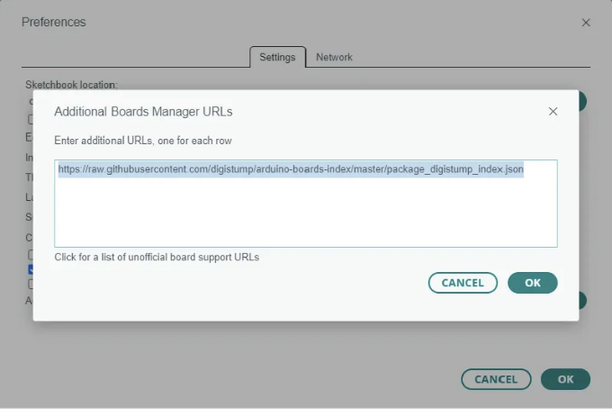 Preferences
Settings Network
Sketchbook location:
Additional Boards Manager URLs
Enter additional URLs, one for each row
https://raw.githubusercontent.com/digistump/arduino-boards-index/master/package_digistump_index.json
Click for a list of unofficial board support URLs
CANCEL OK
CANCEL OK